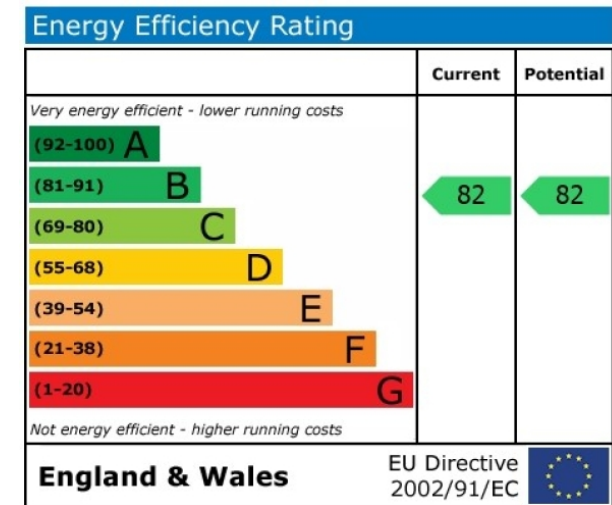 Energy Efficiency Rating
Current Potential
Very energy efficient - lower running costs
(92-100) A
(81-91) B
82 82
(69-80) C
(55-68) D
(39-54) E
(21-38) F
(1-20) G
Not energy efficient - higher running costs
England & Wales
EU Directive
2002/91/EC